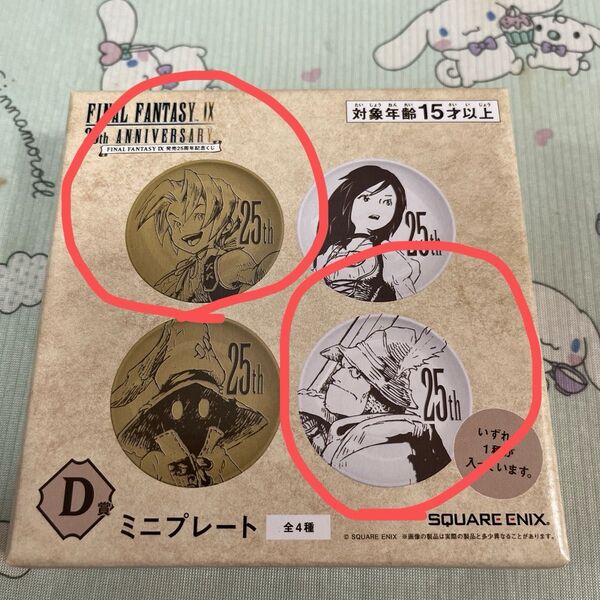 Cinnamoroll
FINAL FANTASY IX
25th ANNIVERSARY
FINAL FANTASY IX 発売25周年記念くじ
たいしょう ねんれい さい いじょう
対象年齢15才以上
25th
25th
25th
25th
いずれか
1種が
入っています。
D賞
ミニプレート
全4種
SQUARE ENIX®
© SQUARE ENIX ※画像の製品は実際の製品と多少異なることがあります。